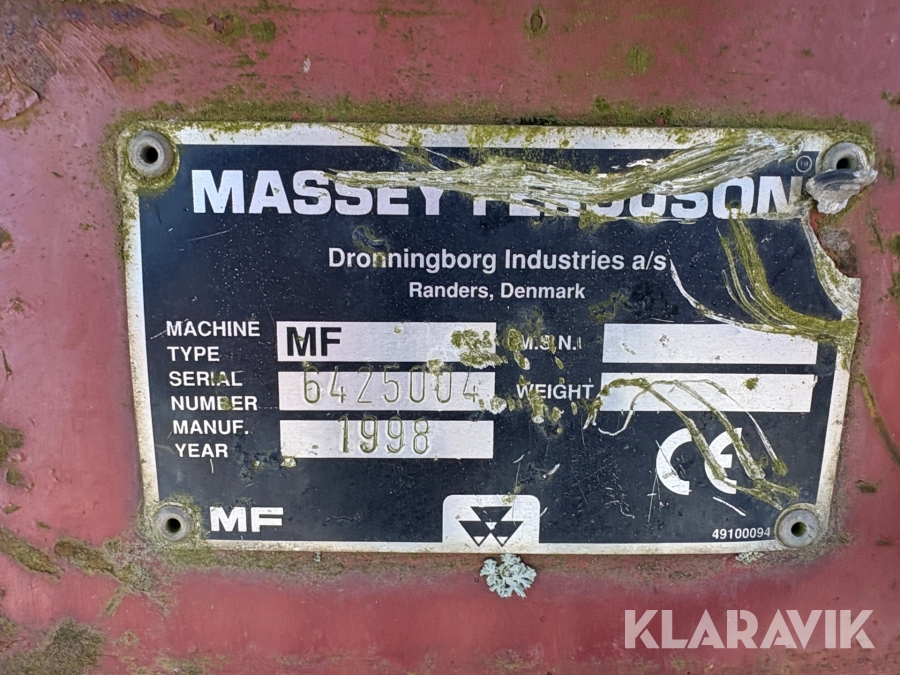 MASSEY FERGUSON
TM
Dronningborg Industries a/s
Randers, Denmark
MACHINE TYPE MF M.S.N.
SERIAL NUMBER 6425004 WEIGHT
MANUF. YEAR 1998
CE
MF
49100094
KLARAVIK